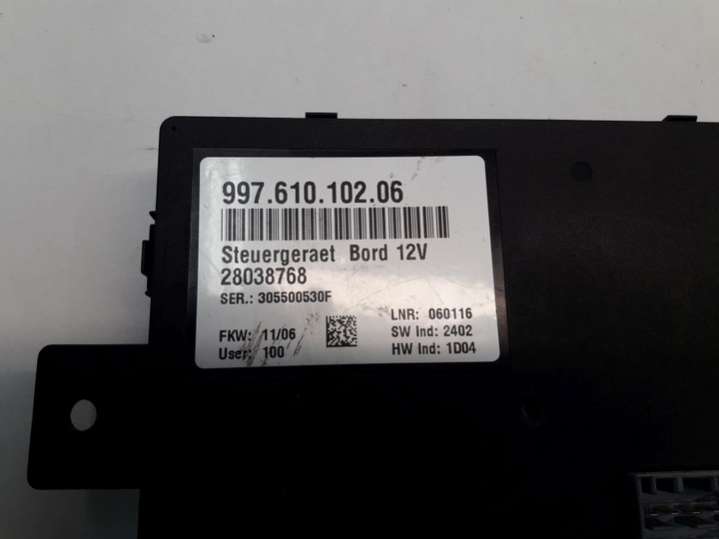 997.610.102.06
Steuergeraet Bord 12V
28038768
SER.: 305500530F
LNR: 060116
FKW: 11/06
SW Ind: 2402
User: 100
HW Ind: 1D04